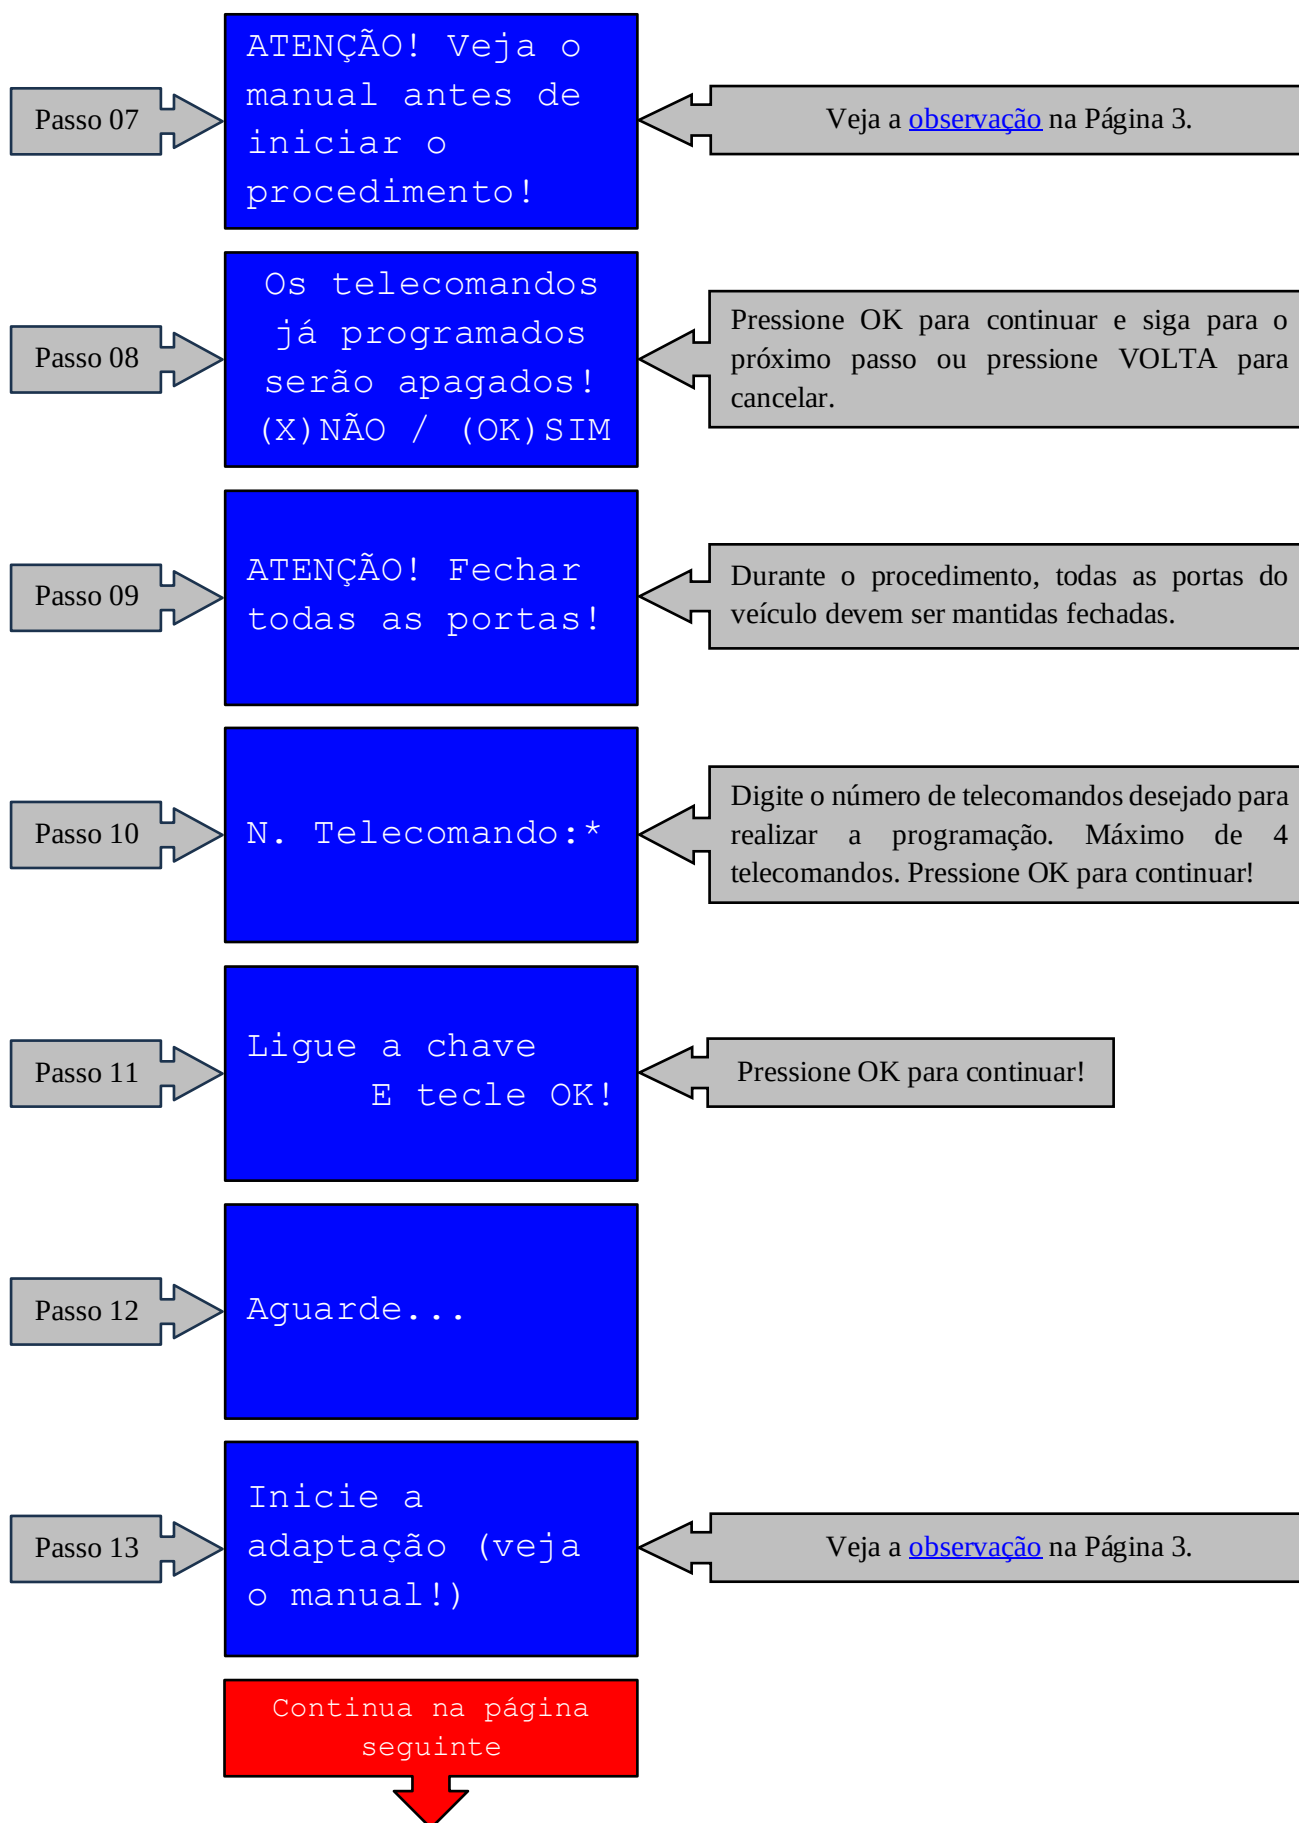 Passo 07
ATENÇÃO! Veja o
manual antes de
iniciar o
procedimento!
Veja a observação na Página 3.
Passo 08
Os telecomandos
já programados
serão apagados!
(X)NÃO / (OK)SIM
Pressione OK para continuar e siga para o
próximo passo ou pressione VOLTA para
cancelar.
Passo 09
ATENÇÃO! Fechar
todas as portas!
Durante o procedimento, todas as portas do
veículo devem ser mantidas fechadas.
Passo 10
N. Telecomando:*
Digite o número de telecomandos desejado para
realizar a programação. Máximo de 4
telecomandos. Pressione OK para continuar!
Passo 11
Ligue a chave
E tecle OK!
Pressione OK para continuar!
Passo 12
Aguarde...
Passo 13
Inicie a
adaptação (veja
o manual!)
Veja a observação na Página 3.
Continua na página
seguinte